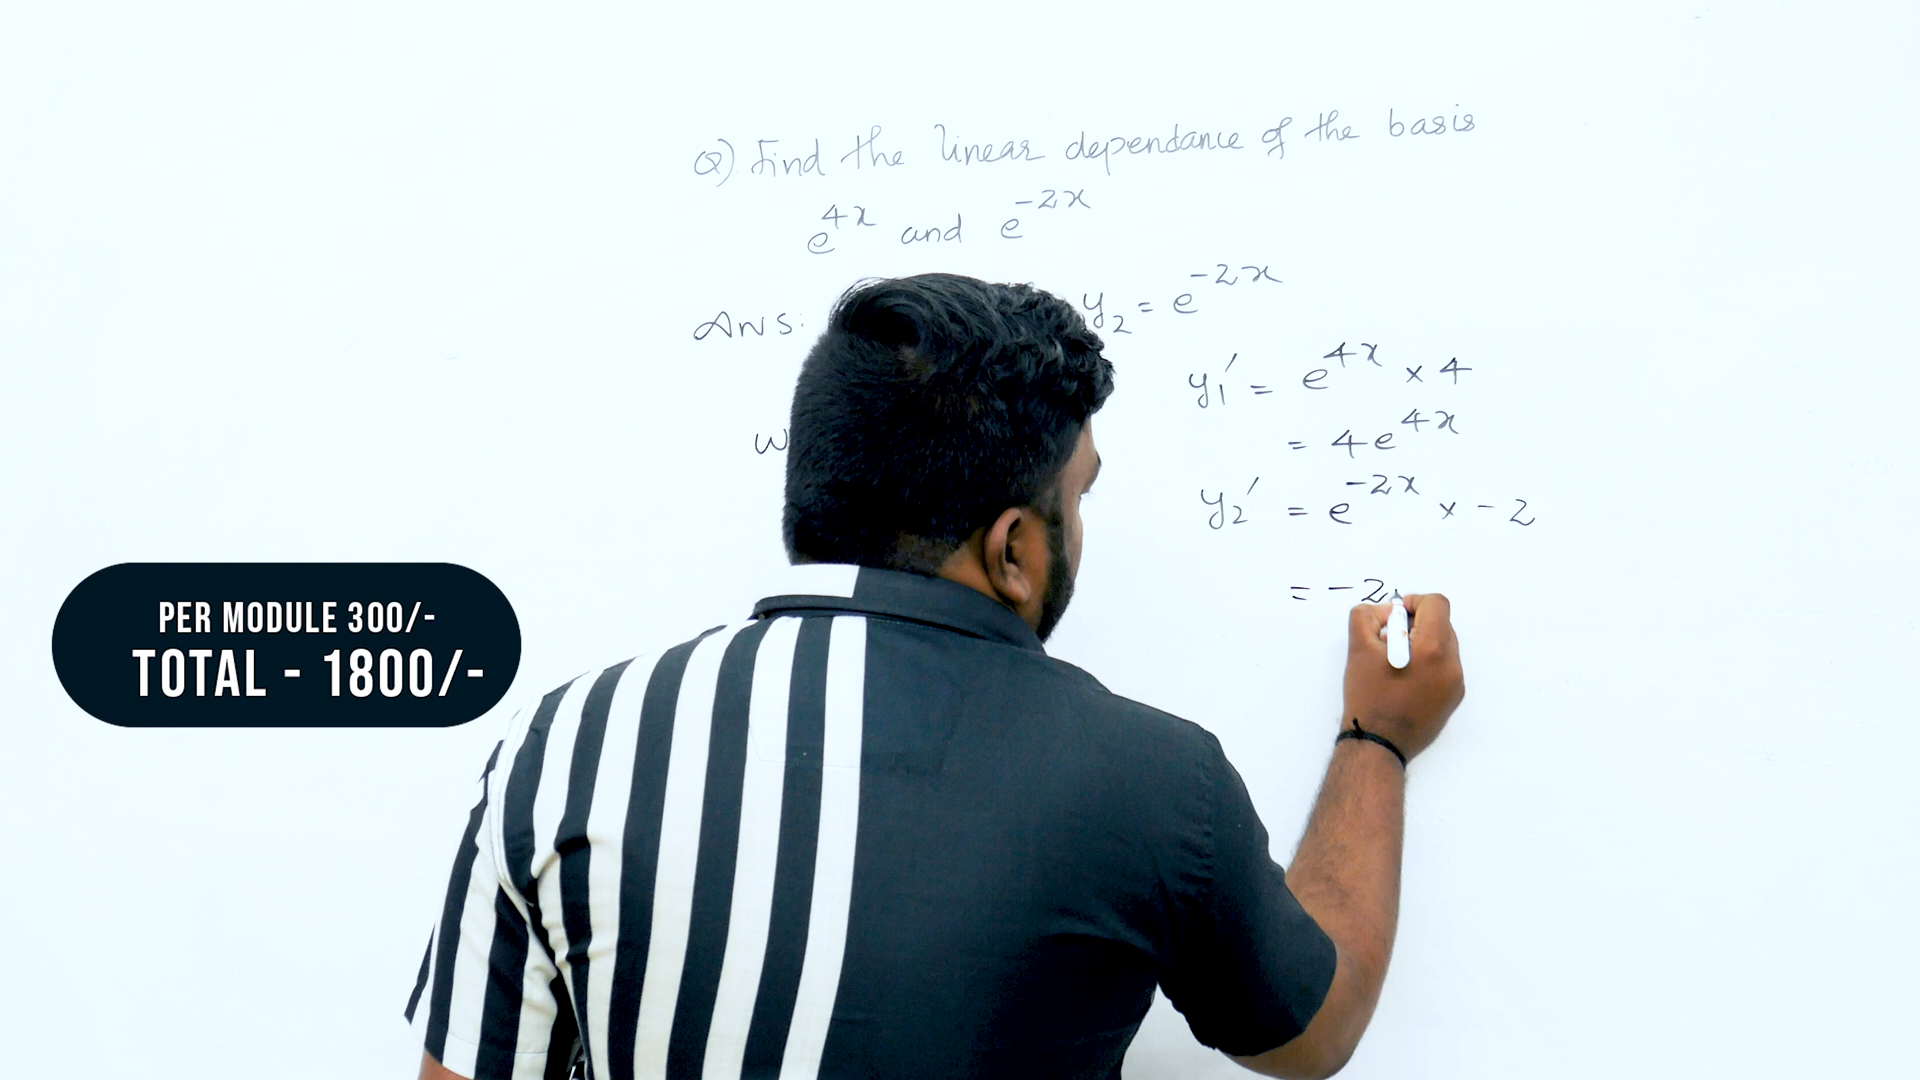 Q) Find the linear dependance of the basis
e^4x and e^-2x
Ans: y₂ = e^-2x
y₁' = e^4x × 4
= 4e^4x
W
y₂' = e^-2x × -2
= -2
PER MODULE 300/-
TOTAL - 1800/-